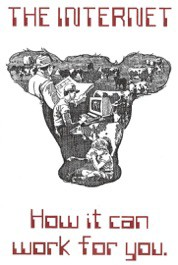 THE INTERNET
How it can
work for you.